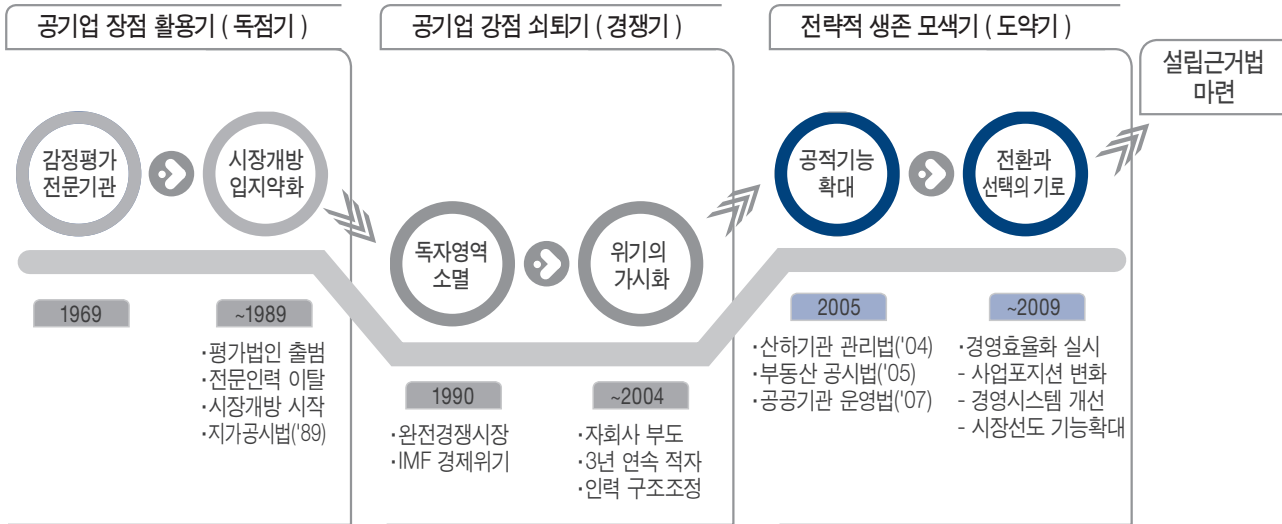 공기업 장점 활용기 ( 독점기 )
감정평가
전문기관
시장개방
입지약화
1969
~1989
·평가법인 출범
·전문인력 이탈
·시장개방 시작
·지가공시법('89)
공기업 강점 쇠퇴기 ( 경쟁기 )
독자영역
소멸
위기의
가시화
1990
·완전경쟁시장
·IMF 경제위기
~2004
·자회사 부도
·3년 연속 적자
·인력 구조조정
전략적 생존 모색기 ( 도약기 )
공적기능
확대
전환과
선택의 기로
2005
·산하기관 관리법('04)
·부동산 공시법('05)
·공공기관 운영법('07)
~2009
·경영효율화 실시
- 사업포지션 변화
- 경영시스템 개선
- 시장선도 기능확대
설립근거법
마련